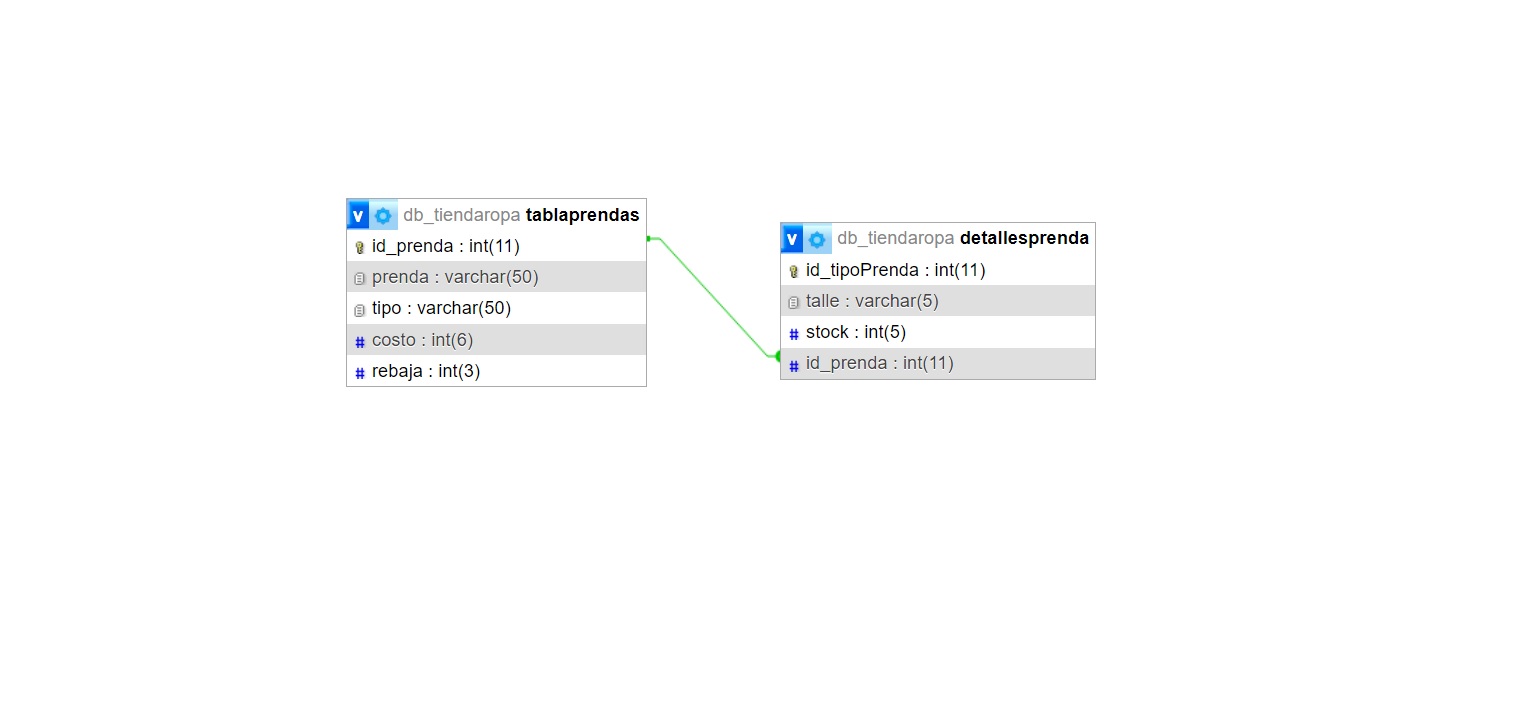 v db_tiendaropa tablaprendas
id_prenda : int(11)
prenda : varchar(50)
tipo : varchar(50)
# costo : int(6)
# rebaja : int(3)
v db_tiendaropa detallesprenda
id_tipoPrenda : int(11)
talle : varchar(5)
# stock : int(5)
# id_prenda : int(11)